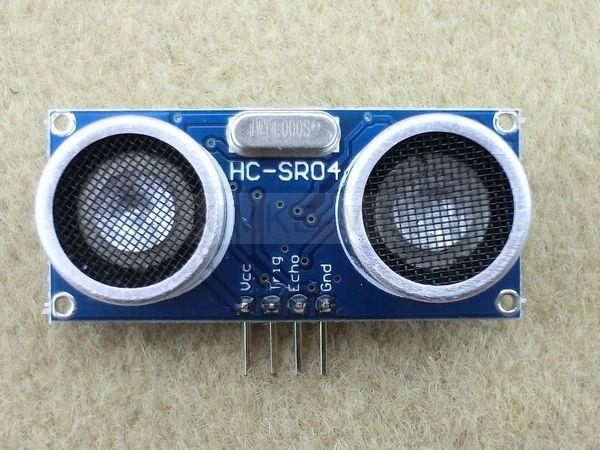 HC-SR04
Vcc
Trig
Echo
Gnd